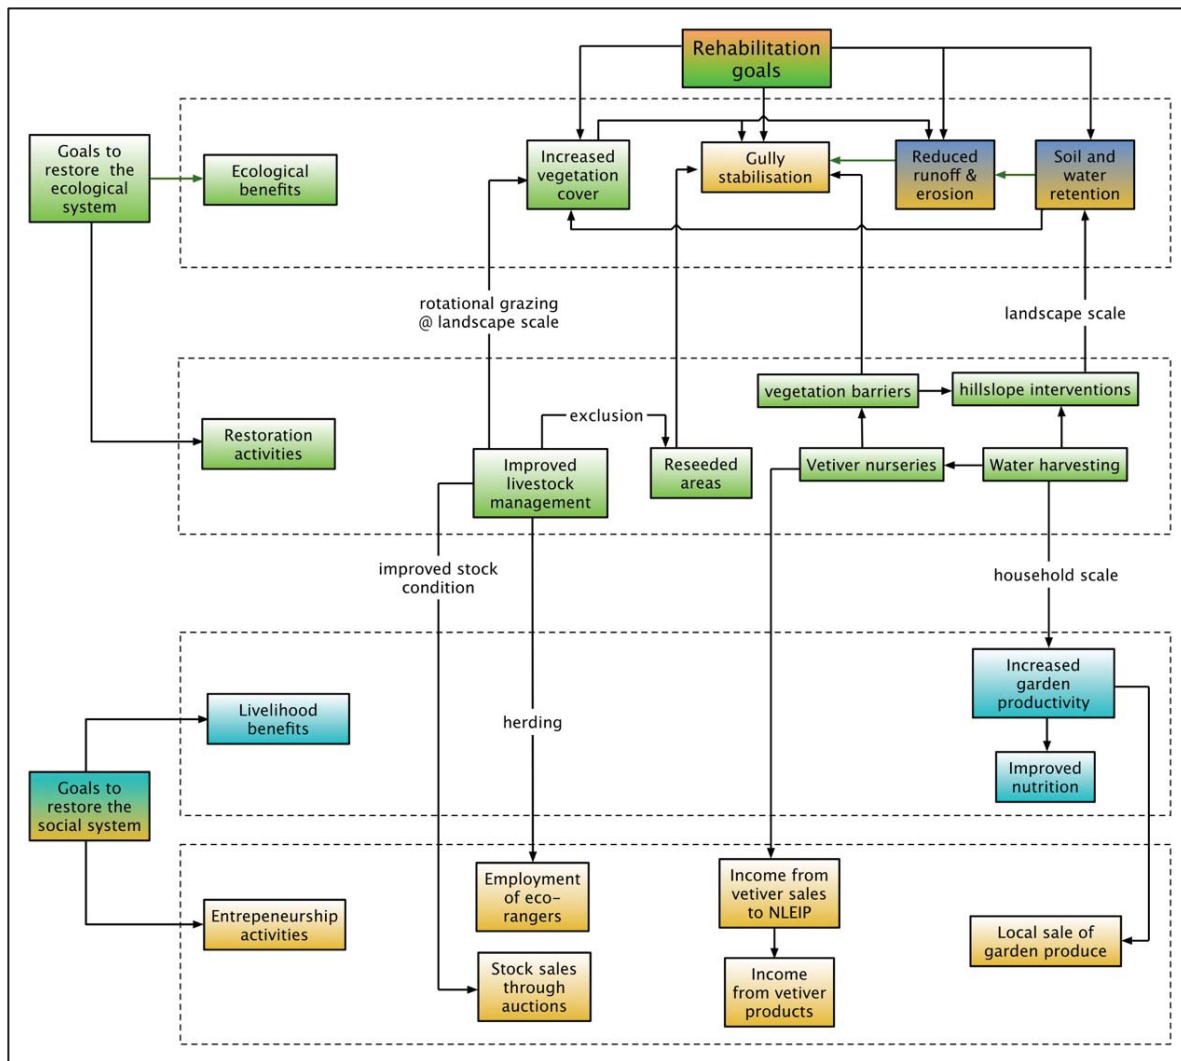 Rehabilitation
goals
Goals to
restore the
ecological
system
Ecological
benefits
Increased
vegetation
cover
Gully
stabilisation
Reduced
runoff &
erosion
Soil and
water
retention
rotational grazing
@ landscape scale
landscape scale
vegetation barriers
hillslope interventions
exclusion
Restoration
activities
Improved
livestock
management
Reseeded
areas
Vetiver nurseries
Water harvesting
improved stock
condition
household scale
Livelihood
benefits
herding
Increased
garden
productivity
Improved
nutrition
Goals to
restore the
social system
Entrepeneurship
activities
Employment
of eco-
rangers
Income from
vetiver sales
to NLEIP
Local sale of
garden produce
Stock sales
through
auctions
Income
from vetiver
products